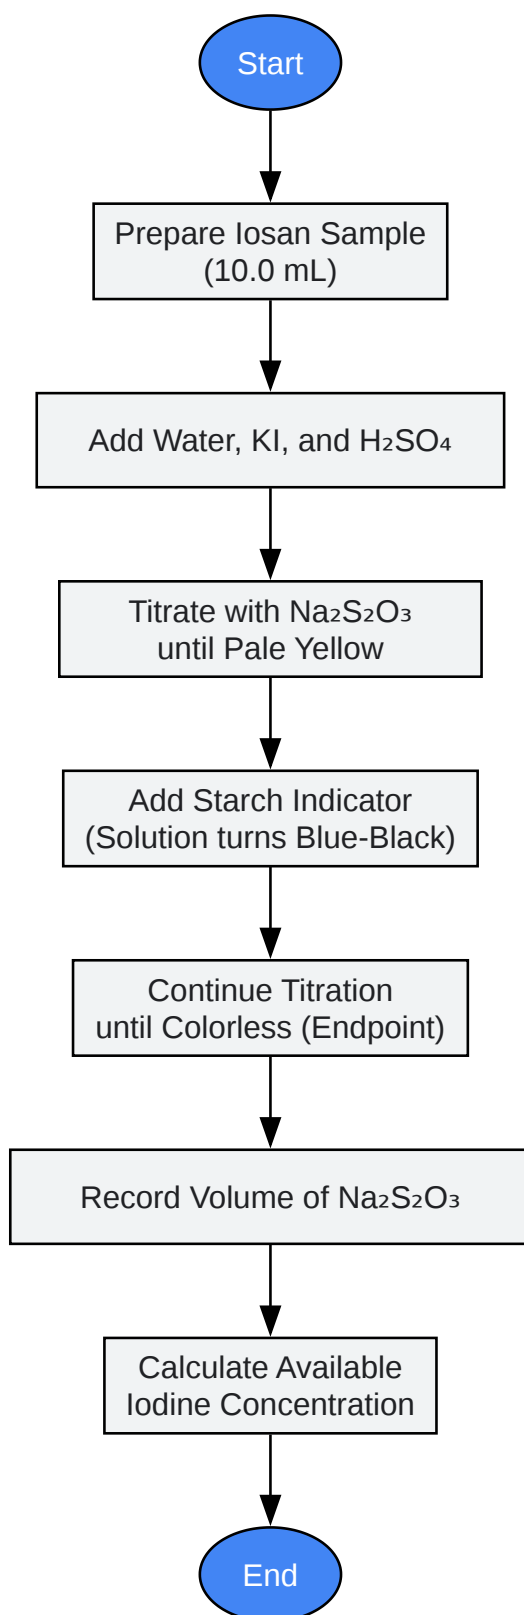 Start
Prepare Iosan Sample
(10.0 mL)
Add Water, KI, and H₂SO₄
Titrate with Na₂S₂O₃
until Pale Yellow
Add Starch Indicator
(Solution turns Blue-Black)
Continue Titration
until Colorless (Endpoint)
Record Volume of Na₂S₂O₃
Calculate Available
Iodine Concentration
End